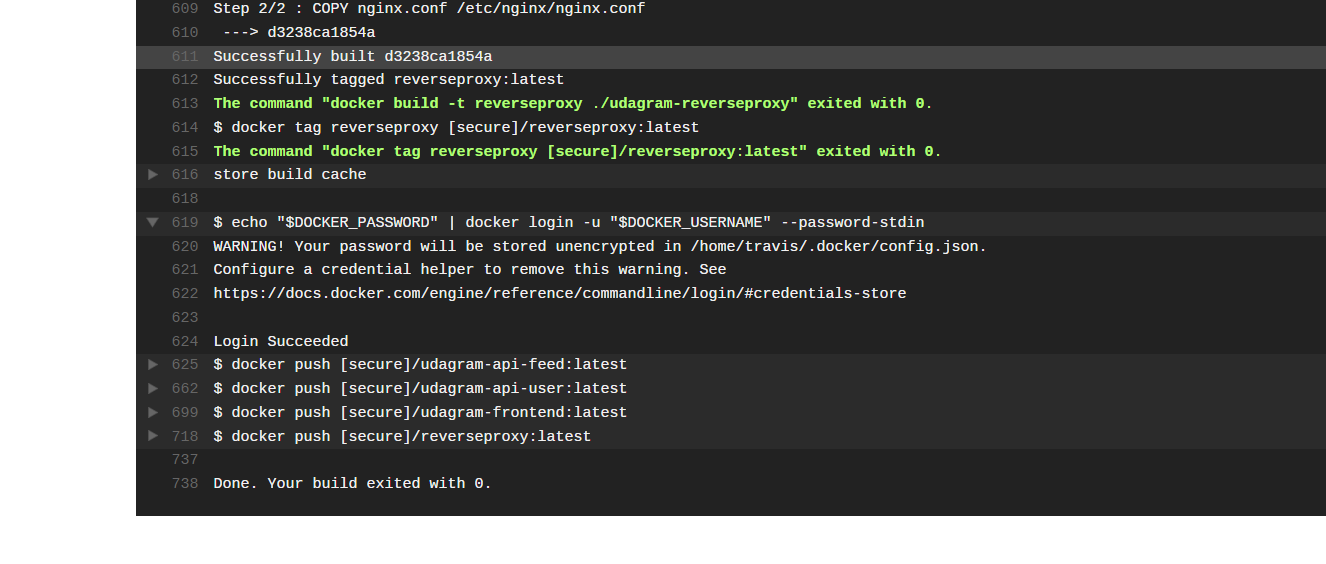 609 Step 2/2 : COPY nginx.conf /etc/nginx/nginx.conf
610  ---> d3238ca1854a
611 Successfully built d3238ca1854a
612 Successfully tagged reverseproxy:latest
613 The command "docker build -t reverseproxy ./udagram-reverseproxy" exited with 0.
614 $ docker tag reverseproxy [secure]/reverseproxy:latest
615 The command "docker tag reverseproxy [secure]/reverseproxy:latest" exited with 0.
616 store build cache
618
619 $ echo "$DOCKER_PASSWORD" | docker login -u "$DOCKER_USERNAME" --password-stdin
620 WARNING! Your password will be stored unencrypted in /home/travis/.docker/config.json.
621 Configure a credential helper to remove this warning. See
622 https://docs.docker.com/engine/reference/commandline/login/#credentials-store
623
624 Login Succeeded
625 $ docker push [secure]/udagram-api-feed:latest
662 $ docker push [secure]/udagram-api-user:latest
699 $ docker push [secure]/udagram-frontend:latest
718 $ docker push [secure]/reverseproxy:latest
737
738 Done. Your build exited with 0.